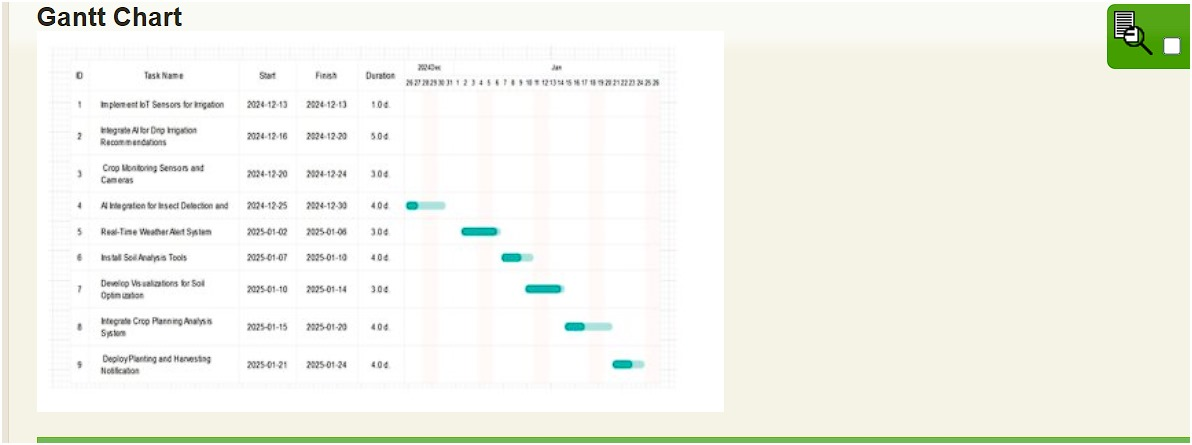 Gantt Chart
ID Task Name Start Finish Duration 2024Dec Jan
26 27 28 29 30 31 1 2 3 4 5 6 7 8 9 10 11 12 13 14 15 16 17 18 19 20 21 22 23 24 25 26
1 Implement IoT Sensors for Irrigation 2024-12-13 2024-12-13 1.0 d.
2 Integrate AI for Drip Irrigation Recommendations 2024-12-16 2024-12-20 5.0 d.
3 Crop Monitoring Sensors and Cameras 2024-12-20 2024-12-24 3.0 d.
4 AI Integration for Insect Detection and 2024-12-25 2024-12-30 4.0 d.
5 Real-Time Weather Alert System 2025-01-02 2025-01-06 3.0 d.
6 Install Soil Analysis Tools 2025-01-07 2025-01-10 4.0 d.
7 Develop Visualizations for Soil Optimization 2025-01-10 2025-01-14 3.0 d.
8 Integrate Crop Planning Analysis System 2025-01-15 2025-01-20 4.0 d.
9 Deploy Planting and Harvesting Notification 2025-01-21 2025-01-24 4.0 d.